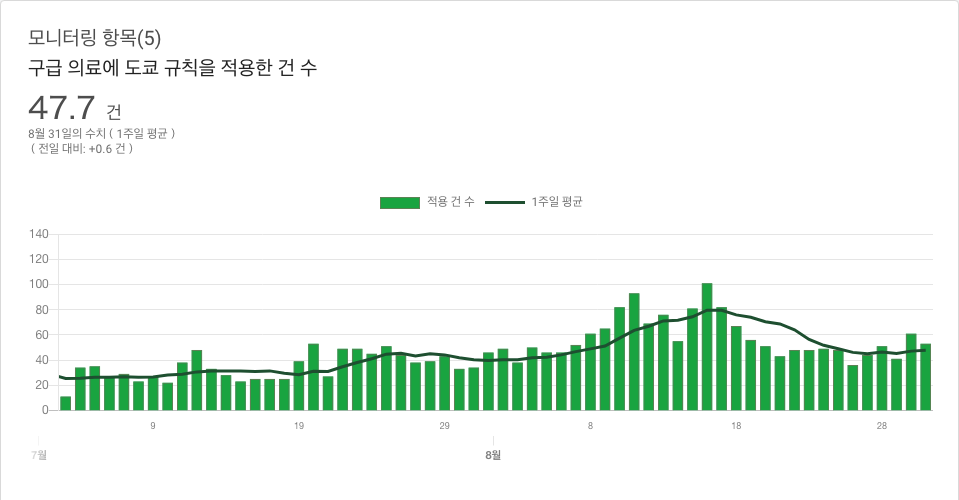 모니터링 항목(5)
구급 의료에 도쿄 규칙을 적용한 건 수
47.7 건
8월 31일의 수치 ( 1주일 평균 )
( 전일 대비: +0.6 건 )
적용 건 수 1주일 평균
140
120
100
80
60
40
20
0
9 19 29 8 18 28
7월 8월